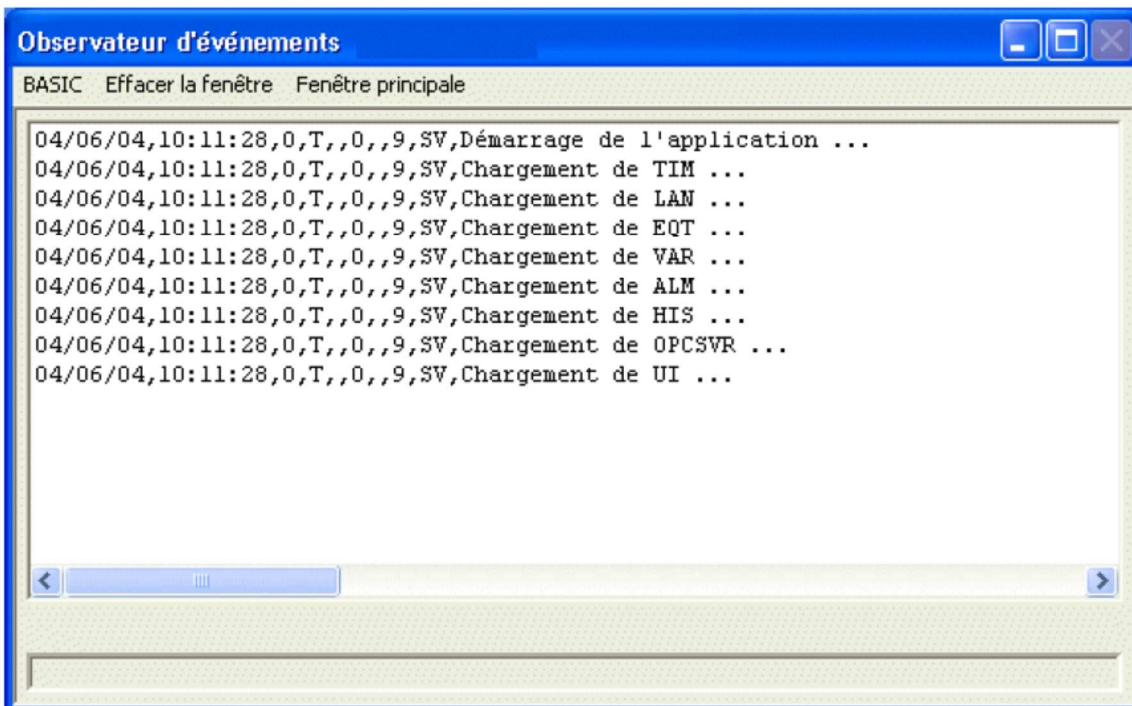 Observateur d'événements
BASIC Effacer la fenêtre Fenêtre principale
04/06/04,10:11:28,0,T,,0,,9,SV,Démarrage de l'application ...
04/06/04,10:11:28,0,T,,0,,9,SV,Chargement de TIM ...
04/06/04,10:11:28,0,T,,0,,9,SV,Chargement de LAN ...
04/06/04,10:11:28,0,T,,0,,9,SV,Chargement de EQT ...
04/06/04,10:11:28,0,T,,0,,9,SV,Chargement de VAR ...
04/06/04,10:11:28,0,T,,0,,9,SV,Chargement de ALM ...
04/06/04,10:11:28,0,T,,0,,9,SV,Chargement de HIS ...
04/06/04,10:11:28,0,T,,0,,9,SV,Chargement de OPCSVR ...
04/06/04,10:11:28,0,T,,0,,9,SV,Chargement de UI ...